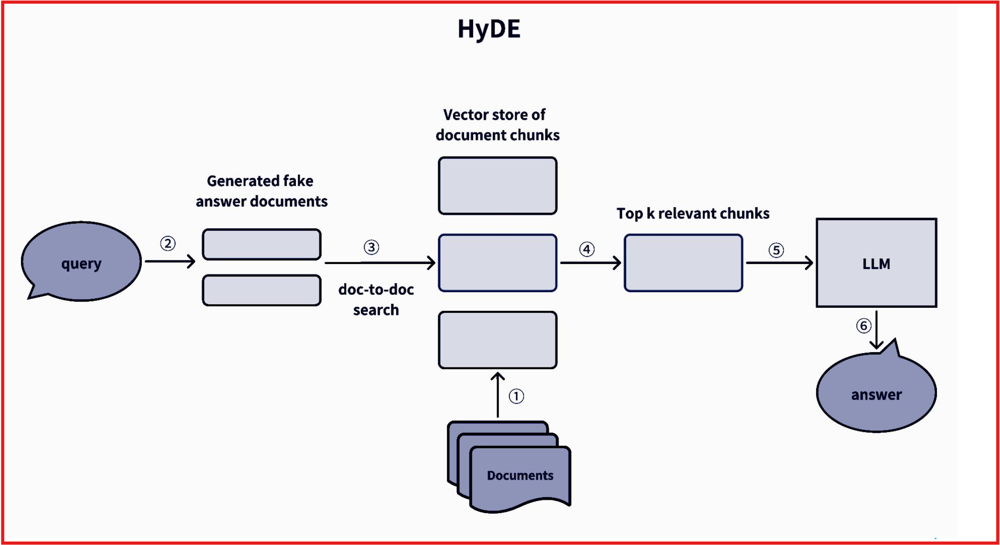 HyDE
Vector store of
document chunks
Generated fake
answer documents
Top k relevant chunks
query
②
③
④
⑤
LLM
doc-to-doc
search
⑥
①
answer
Documents